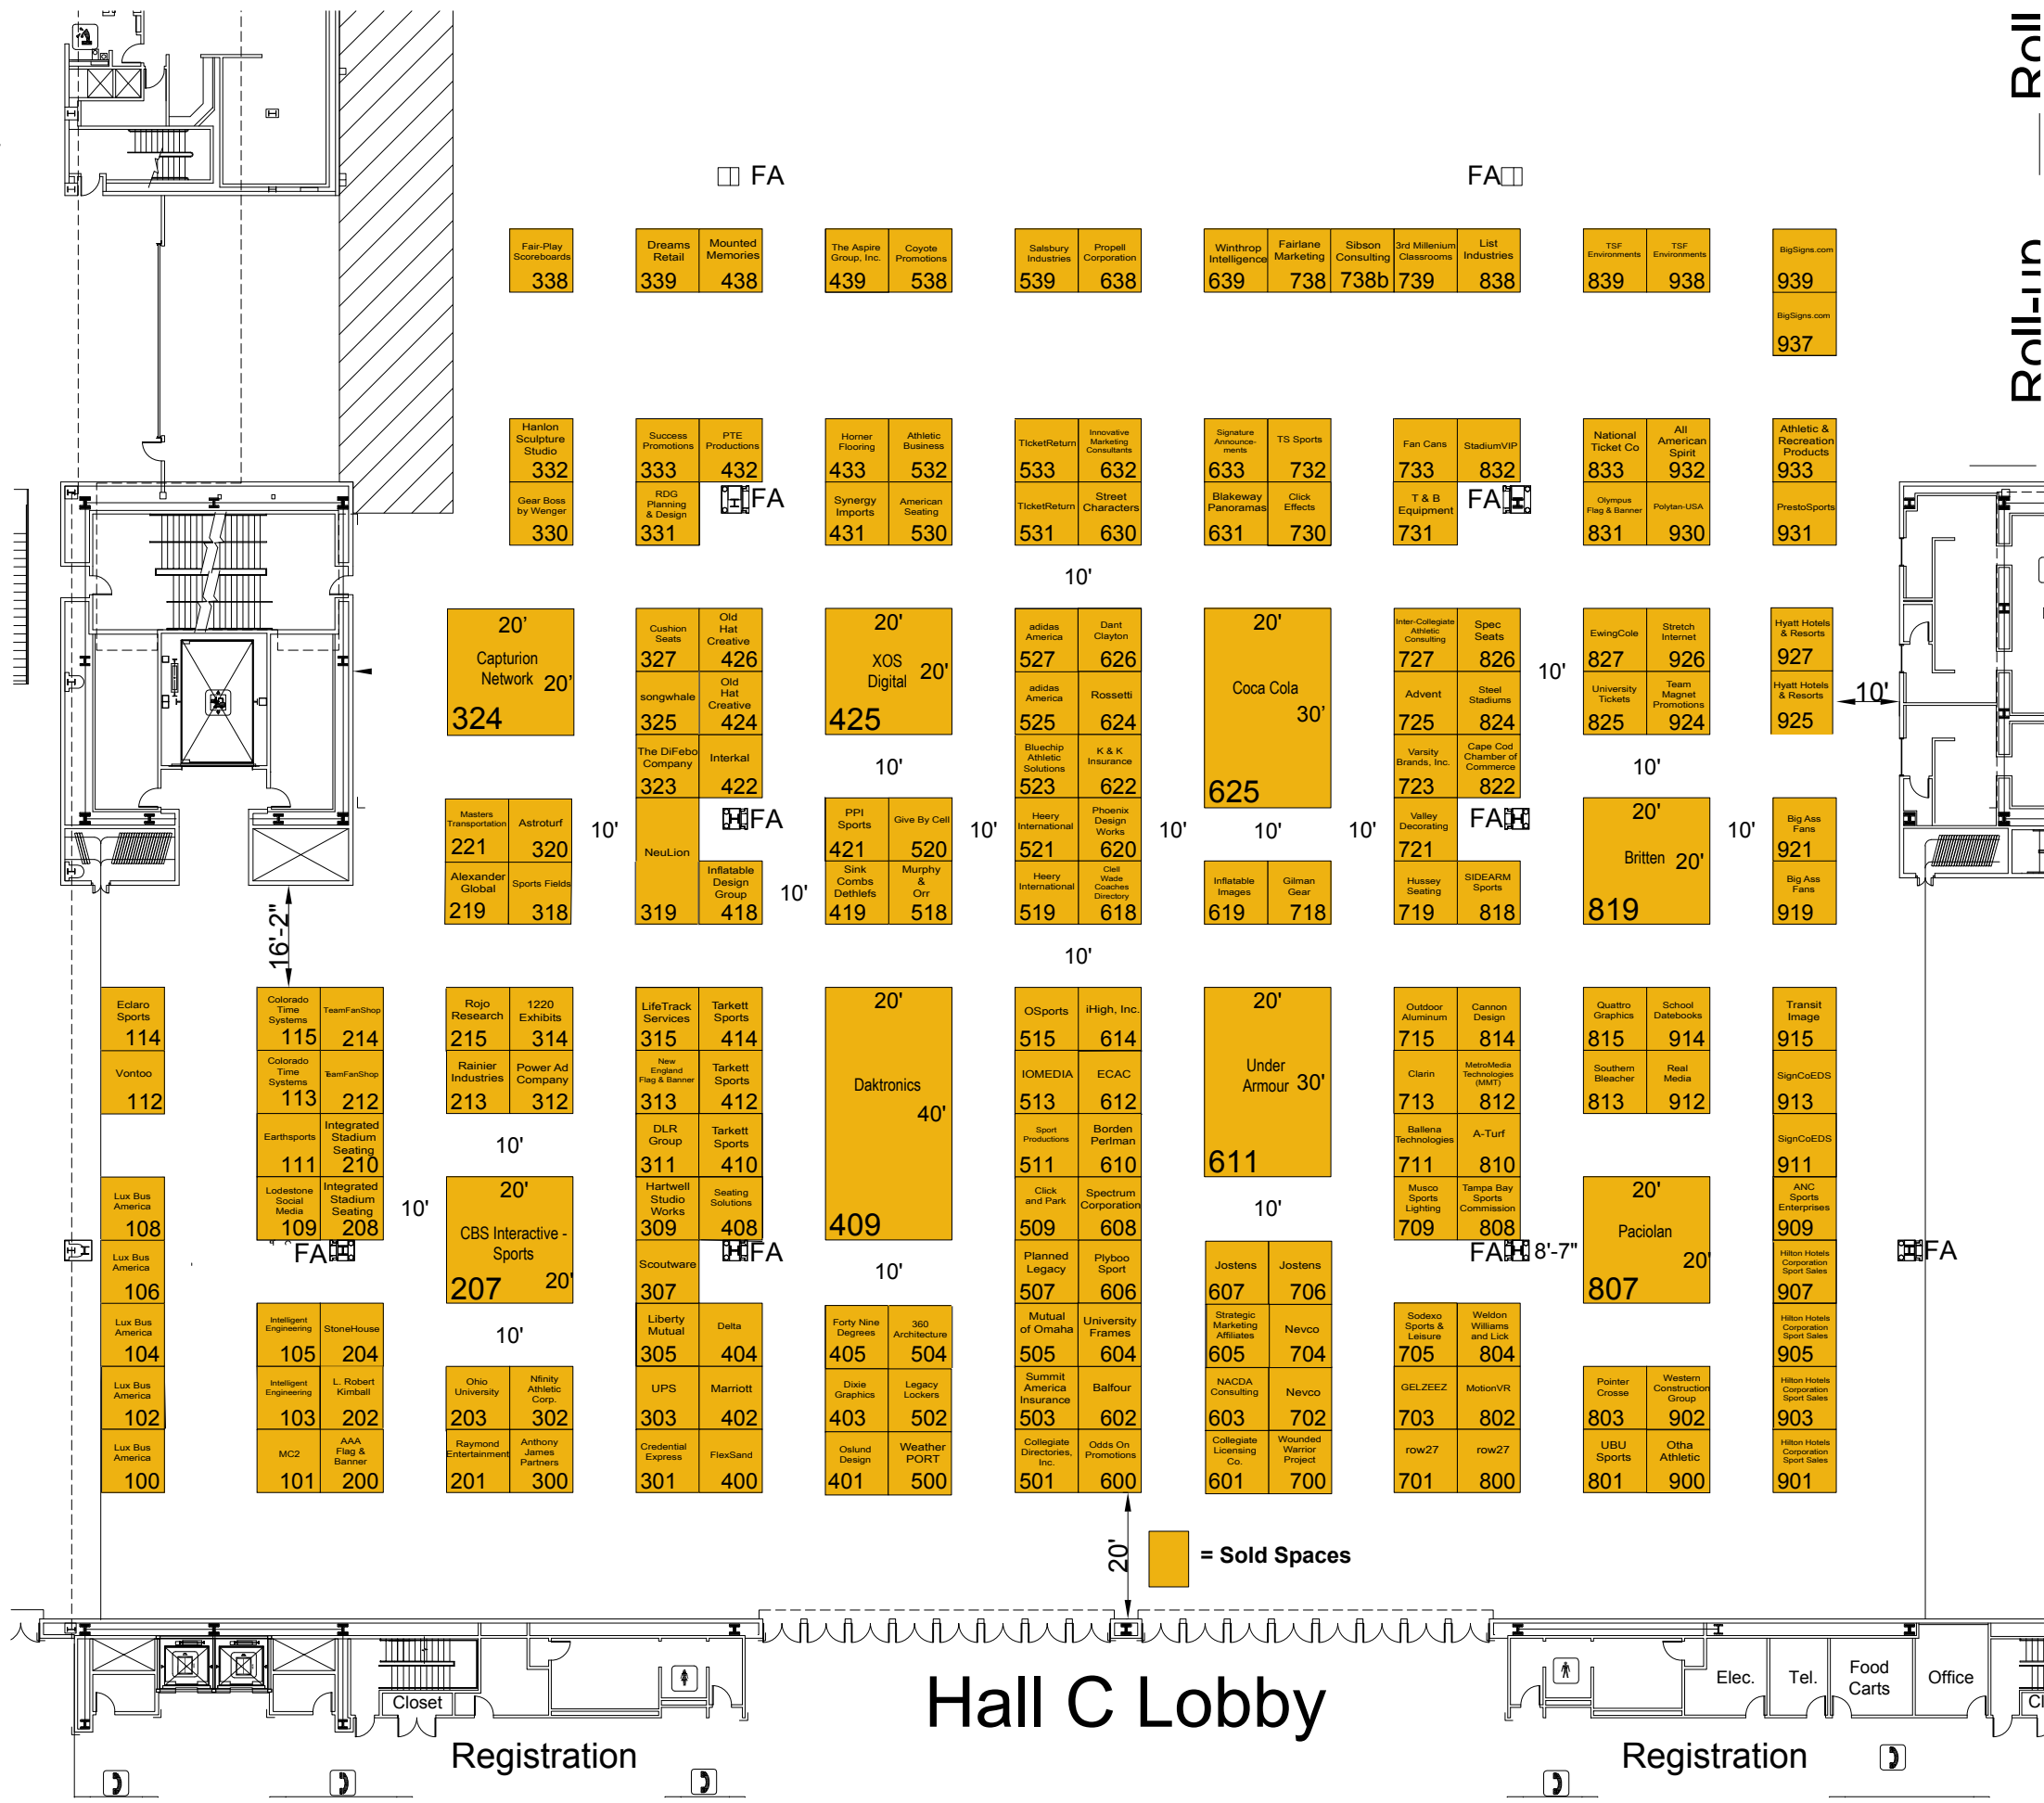 Roll
Roll-up
FA
FA
Fair-Play
Scoreboards
338
Dreams
Retail
339
Mounted
Memories
438
The Aspire
Group, Inc.
439
Coyote
Promotions
538
Salsbury
Industries
539
Propell
Corporation
638
Winthrop
Intelligence
639
Fairlane
Marketing
738
Sibson
Consulting
738b
3rd Millenium
Classrooms
739
List
Industries
838
TSF
Environments
839
TSF
Environments
938
BigSigns.com
939
BigSigns.com
937
Hanlon
Sculpture
Studio
332
Success
Promotions
333
PTE
Productions
432
Horner
Flooring
433
Athletic
Business
532
TIcketReturn
533
Innovative
Marketing
Consultants
632
Signature
Announce-
ments
633
TS Sports
732
Fan Cans
733
StadiumVIP
832
National
Ticket Co
833
All
American
Spirit
932
Athletic &
Recreation
Products
933
Gear Boss
by Wenger
330
RDG
Planning
& Design
331
FA
Synergy
Imports
431
American
Seating
530
TIcketReturn
531
Street
Characters
630
Blakeway
Panoramas
631
Click
Effects
730
T & B
Equipment
731
FA
Olympus
Flag & Banner
831
Polytan-USA
930
PrestoSports
931
10'
20'
Capturion
Network
20'
324
Cushion
Seats
327
Old
Hat
Creative
426
20'
XOS
Digital
20'
425
adidas
America
527
Dant
Clayton
626
20'
Coca Cola
30'
625
Inter-Collegiate
Athletic
Consulting
727
Spec
Seats
826
10'
EwingCole
827
Stretch
Internet
926
Hyatt Hotels
& Resorts
927
songwhale
325
Old
Hat
Creative
424
adidas
America
525
Rossetti
624
Advent
725
Steel
Stadiums
824
University
Tickets
825
Team
Magnet
Promotions
924
Hyatt Hotels
& Resorts
925
10'
The DiFebo
Company
323
Interkal
422
10'
Bluechip
Athletic
Solutions
523
K & K
Insurance
622
Varsity
Brands, Inc.
723
Cape Cod
Chamber of
Commerce
822
10'
Masters
Transportation
221
Astroturf
320
10'
NeuLion
319
FA
PPI
Sports
421
Give By Cell
520
10'
Heery
International
521
Phoenix
Design
Works
620
10'
10'
10'
Valley
Decorating
721
FA
20'
Britten
20'
819
10'
Big Ass
Fans
921
Alexander
Global
219
Sports Fields
318
Inflatable
Design
Group
418
10'
Sink
Combs
Dethlefs
419
Murphy
&
Orr
518
Heery
International
519
Clell
Wade
Coaches
Directory
618
Inflatable
Images
619
Gilman
Gear
718
Hussey
Seating
719
SIDEARM
Sports
818
Big Ass
Fans
919
16'-2"
10'
Eclaro
Sports
114
Colorado
Time
Systems
115
TeamFanShop
214
Rojo
Research
215
1220
Exhibits
314
LifeTrack
Services
315
Tarkett
Sports
414
20'
Daktronics
40'
409
OSports
515
iHigh, Inc.
614
20'
Under
Armour
30'
611
Outdoor
Aluminum
715
Cannon
Design
814
Quattro
Graphics
815
School
Datebooks
914
Transit
Image
915
Vontoo
112
Colorado
Time
Systems
113
TeamFanShop
212
Rainier
Industries
213
Power Ad
Company
312
New
England
Flag & Banner
313
Tarkett
Sports
412
IOMEDIA
513
ECAC
612
Clarin
713
MetroMedia
Technologies
(MMT)
812
Southern
Bleacher
813
Real
Media
912
SignCoEDS
913
Earthsports
111
Integrated
Stadium
Seating
210
10'
DLR
Group
311
Tarkett
Sports
410
Sport
Productions
511
Borden
Perlman
610
Ballena
Technologies
711
A-Turf
810
SignCoEDS
911
Lux Bus
America
108
Lodestone
Social
Media
109
Integrated
Stadium
Seating
208
10'
20'
CBS Interactive -
Sports
20'
207
Hartwell
Studio
Works
309
Seating
Solutions
408
Click
and Park
509
Spectrum
Corporation
608
10'
Musco
Sports
Lighting
709
Tampa Bay
Sports
Commission
808
20'
Paciolan
20'
807
ANC
Sports
Enterprises
909
Lux Bus
America
106
FA
Scoutware
307
FA
10'
Planned
Legacy
507
Plyboo
Sport
606
Jostens
607
Jostens
706
FA
8'-7"
Hilton Hotels
Corporation
Sport Sales
907
FA
Lux Bus
America
104
Intelligent
Engineering
105
StoneHouse
204
10'
Liberty
Mutual
305
Delta
404
Forty Nine
Degrees
405
360
Architecture
504
Mutual
of Omaha
505
University
Frames
604
Strategic
Marketing
Affiliates
605
Nevco
704
Sodexo
Sports &
Leisure
705
Weldon
Williams
and Lick
804
Hilton Hotels
Corporation
Sport Sales
905
Lux Bus
America
102
Intelligent
Engineering
103
L. Robert
Kimball
202
Ohio
University
203
Nfinity
Athletic
Corp.
302
UPS
303
Marriott
402
Dixie
Graphics
403
Legacy
Lockers
502
Summit
America
Insurance
503
Balfour
602
NACDA
Consulting
603
Nevco
702
GELZEEZ
703
MotionVR
802
Pointer
Crosse
803
Western
Construction
Group
902
Hilton Hotels
Corporation
Sport Sales
903
Lux Bus
America
100
MC2
101
AAA
Flag &
Banner
200
Raymond
Entertainment
201
Anthony
James
Partners
300
Credential
Express
301
FlexSand
400
Oslund
Design
401
Weather
PORT
500
Collegiate
Directories,
Inc.
501
Odds On
Promotions
600
Collegiate
Licensing
Co.
601
Wounded
Warrior
Project
700
row27
701
row27
800
UBU
Sports
801
Otha
Athletic
900
Hilton Hotels
Corporation
Sport Sales
901
20'
= Sold Spaces
Closet
Hall C Lobby
Elec.
Tel.
Food
Carts
Office
Registration
Registration